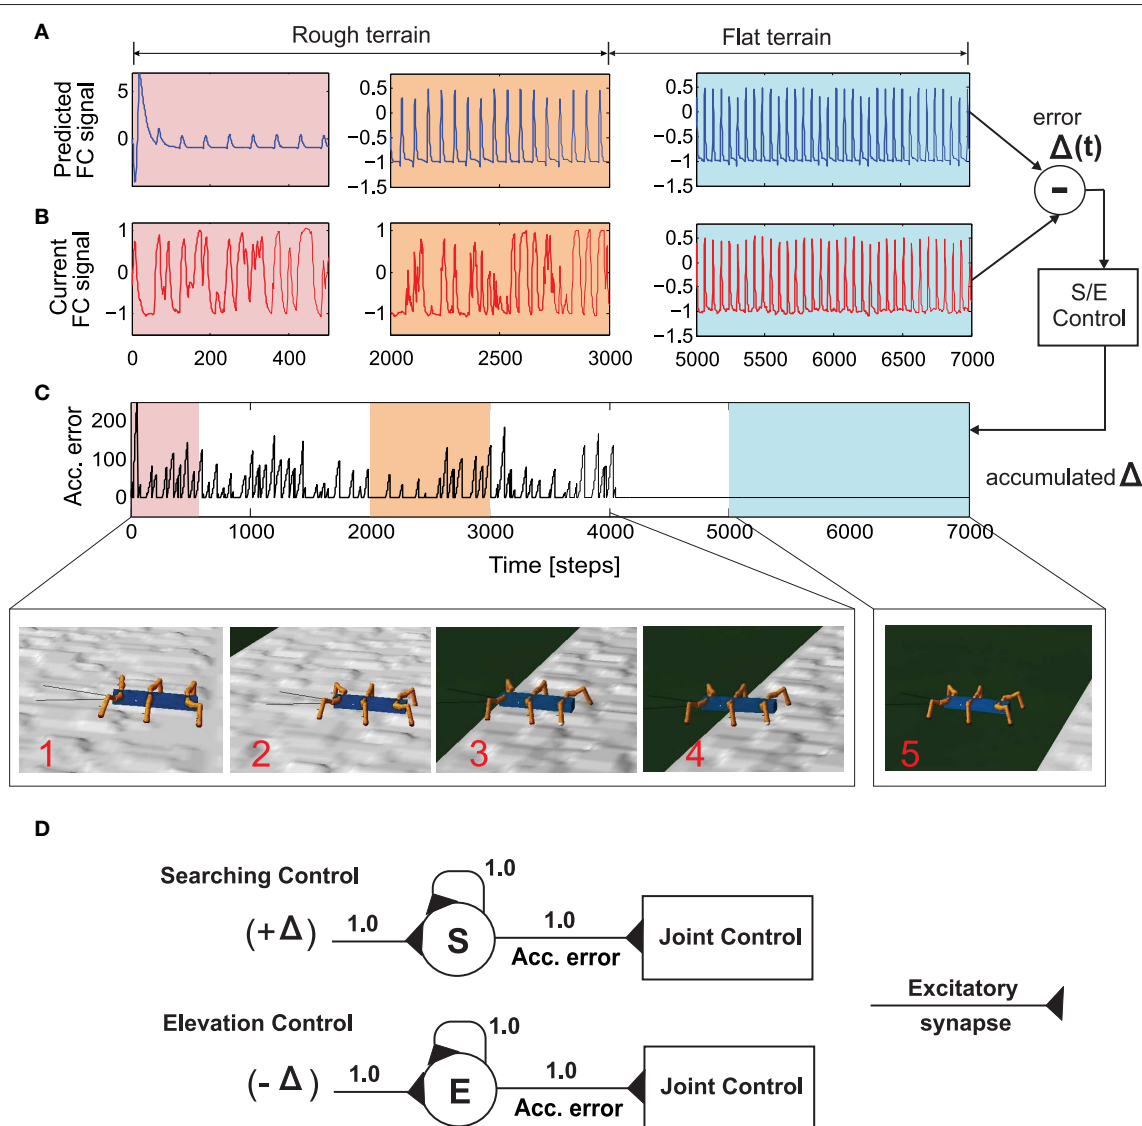 A
Rough terrain
Flat terrain
Predicted
FC signal
5
0
200
400
0.5
0
−0.5
−1
−1.5
0.5
0
−0.5
−1
−1.5
error
Δ(t)
-
B
Current
FC signal
1
0
−1
0
200
400
1
0
−1
2000
2500
3000
0.5
0
−0.5
−1
−1.5
5000
5500
6000
6500
7000
S/E
Control
C
Acc. error
200
100
0
0
1000
2000
3000
4000
5000
6000
7000
Time [steps]
accumulated Δ
1
2
3
4
5
D
Searching Control
(+Δ)
1.0
1.0
S
1.0
Acc. error
Joint Control
Excitatory
synapse
Elevation Control
(- Δ)
1.0
1.0
E
1.0
Acc. error
Joint Control